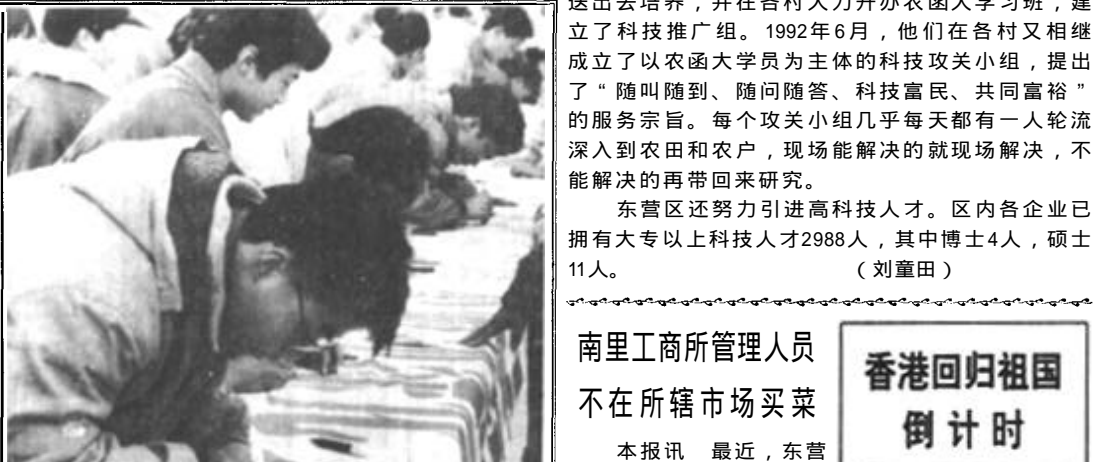 送出去培养，并在各村大力开办农函大学习班，建
立了科技推广组。1992年6月，他们在各村又相继
成立了以农函大学员为主体的科技攻关小组，提出
了“随叫随到、随问随答、科技富民、共同富裕”
的服务宗旨。每个攻关小组几乎每天都有一人轮流
深入到农田和农户，现场能解决的就现场解决，不
能解决的再带回来研究。
东营区还努力引进高科技人才。区内各企业已
拥有大专以上科技人才2988人，其中博士4人，硕士
11人。（刘童田）
南里工商所管理人员
不在所辖市场买菜
本报讯 最近，东营
香港回归祖国
倒计时